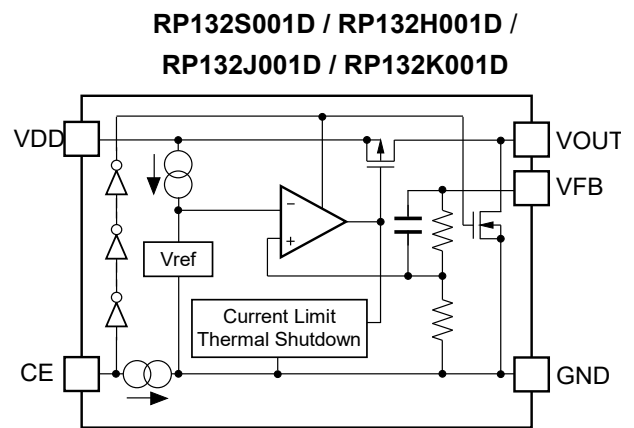 RP132S001D / RP132H001D /
RP132J001D / RP132K001D
VDD
VOUT
VFB
−
+
Vref
Current Limit
Thermal Shutdown
CE
GND